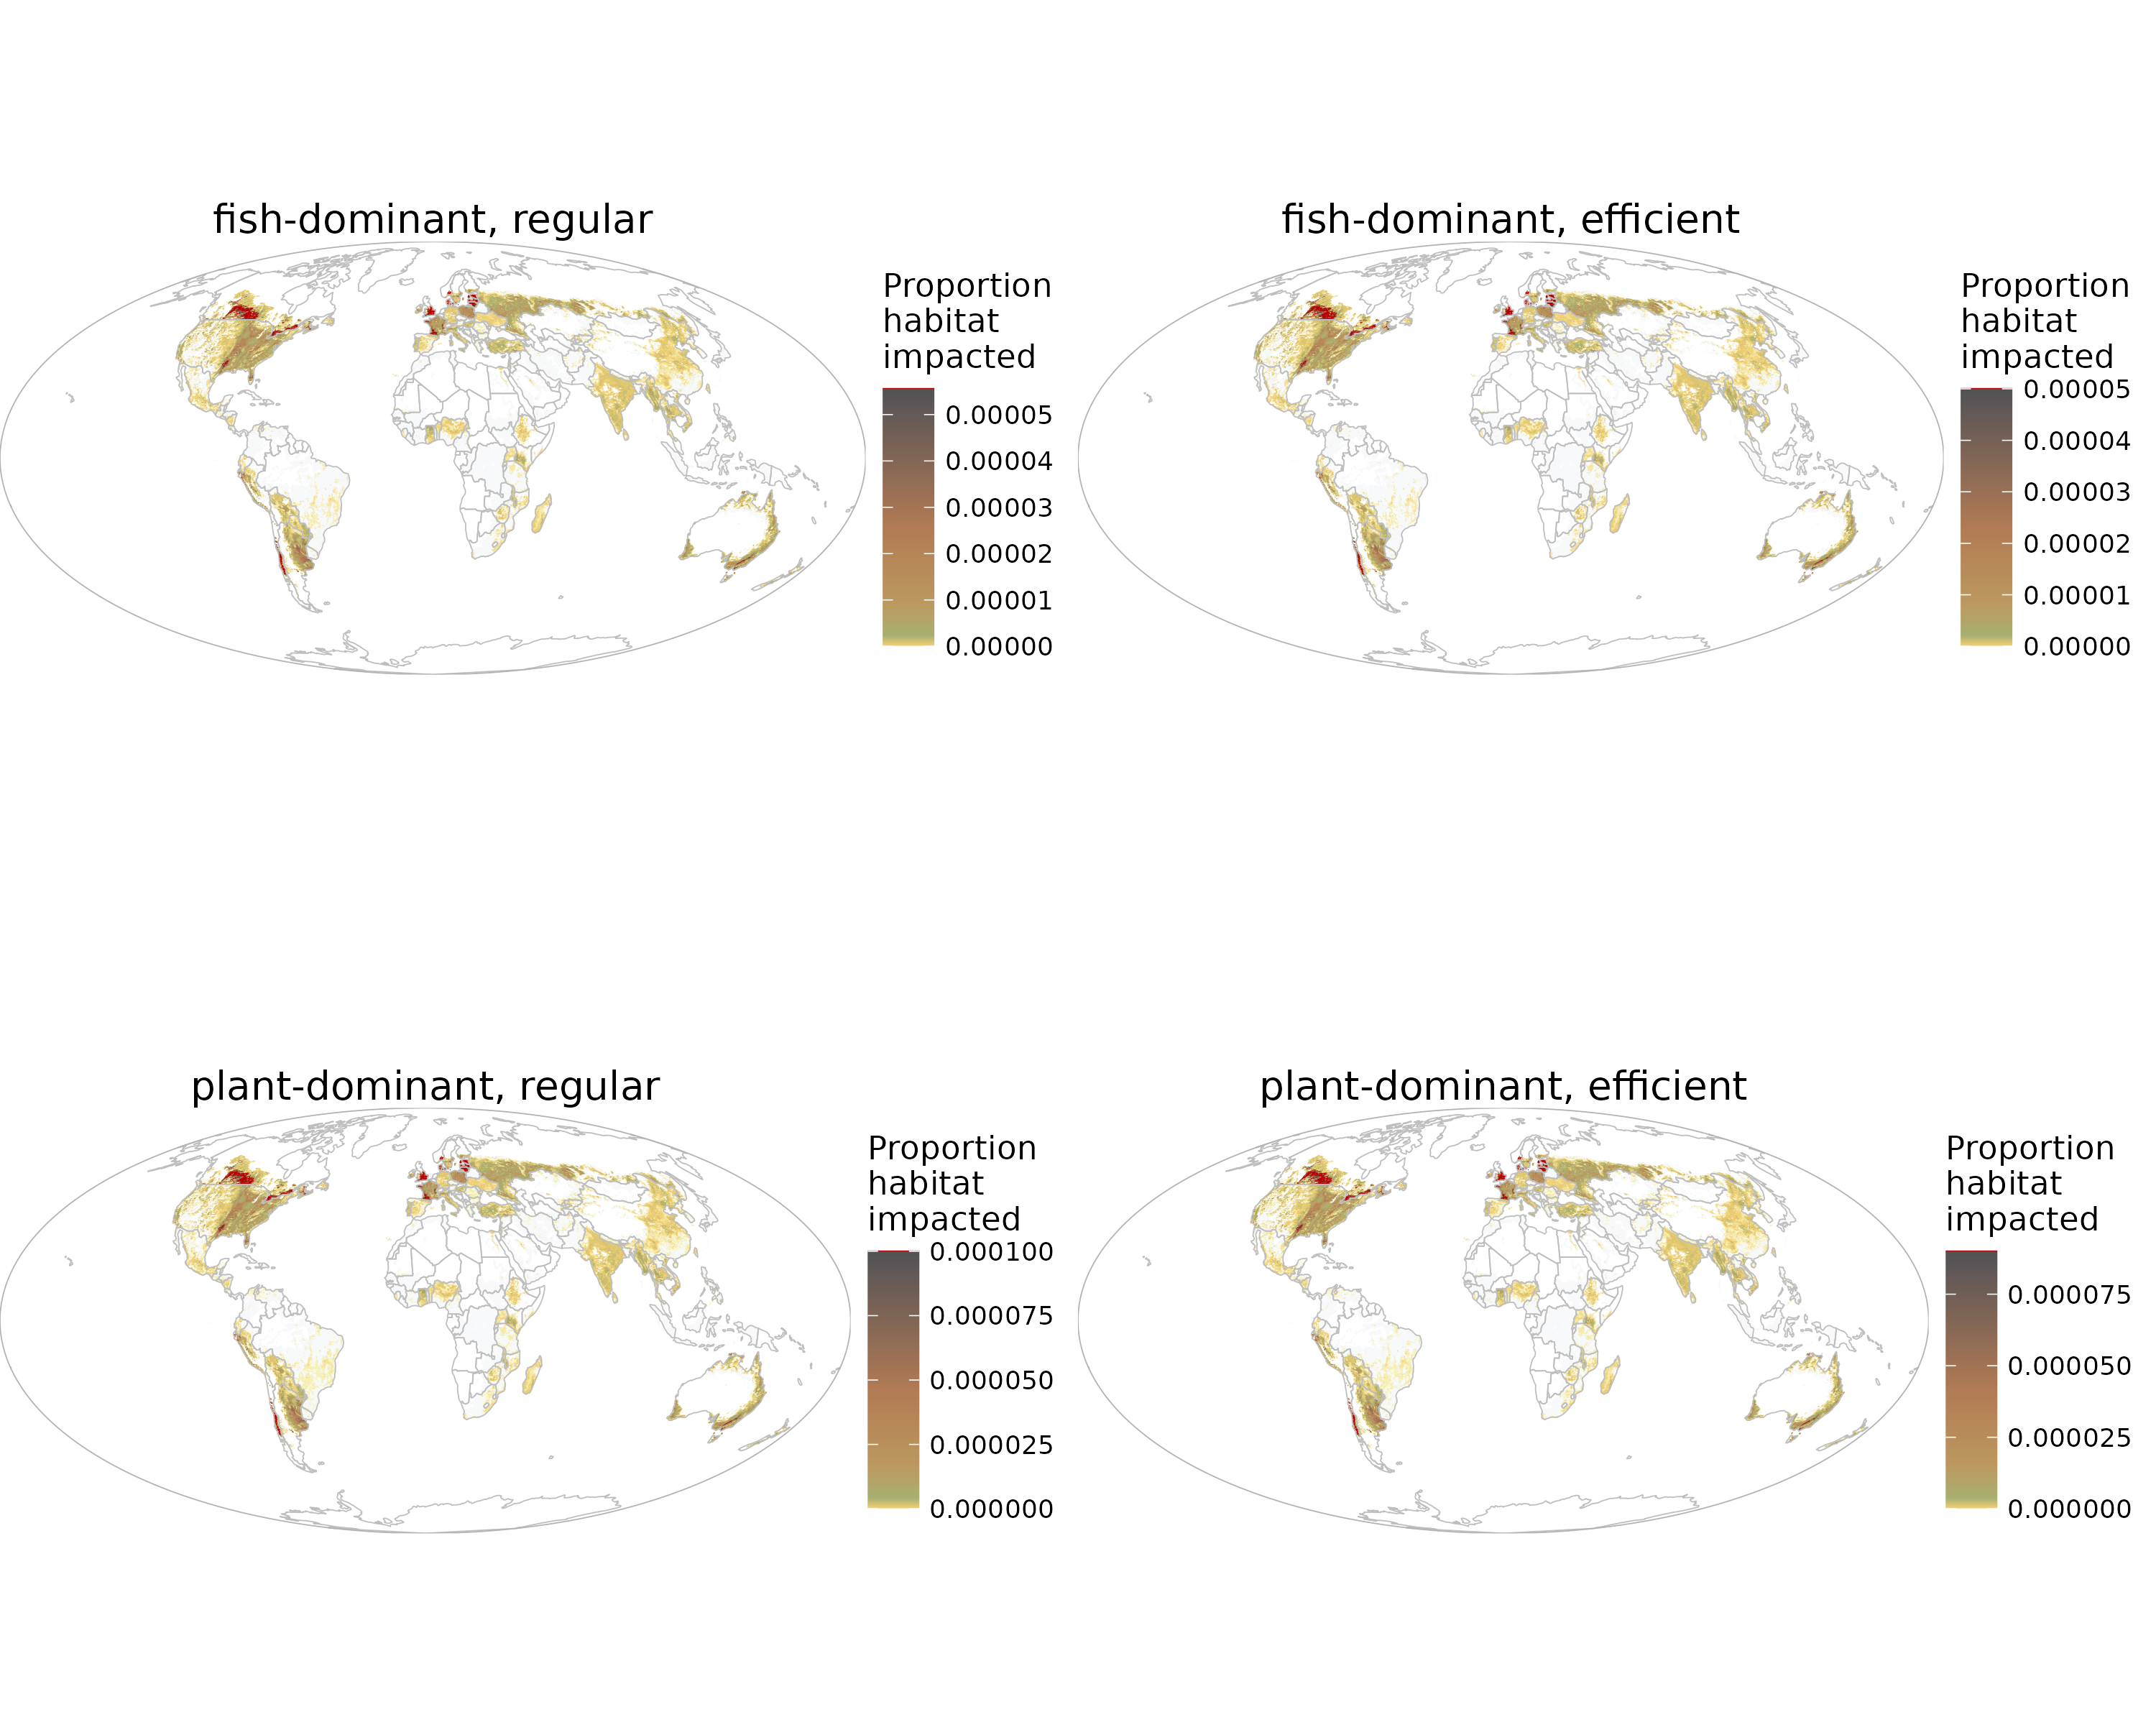 fish-dominant, regular
Proportion
habitat
impacted
0.00005
0.00004
0.00003
0.00002
0.00001
0.00000
fish-dominant, efficient
Proportion
habitat
impacted
0.00005
0.00004
0.00003
0.00002
0.00001
0.00000
plant-dominant, regular
Proportion
habitat
impacted
0.000100
0.000075
0.000050
0.000025
0.000000
plant-dominant, efficient
Proportion
habitat
impacted
0.000075
0.000050
0.000025
0.000000